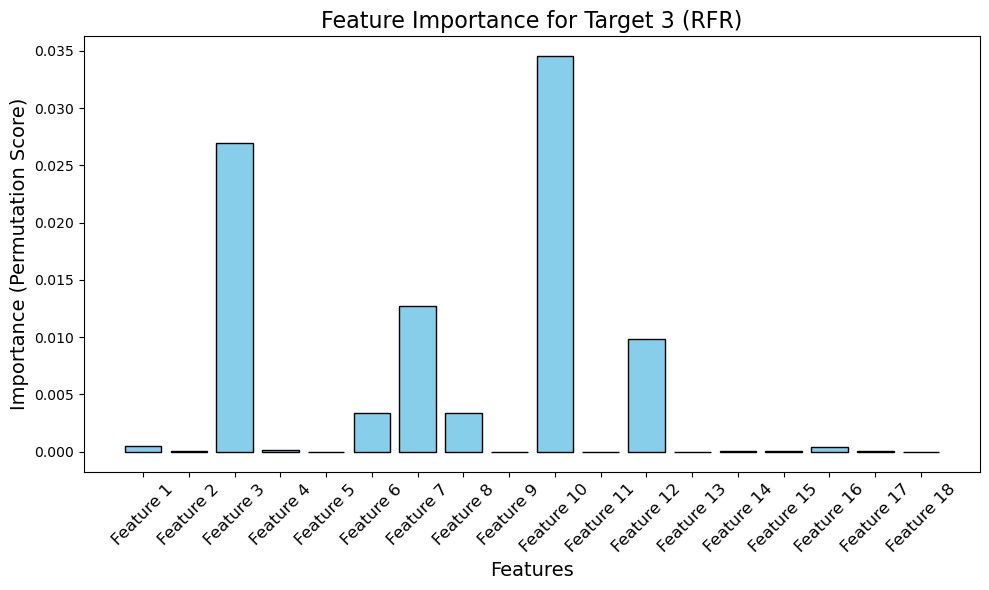 Feature Importance for Target 3 (RFR)
Importance (Permutation Score)
0.035
0.030
0.025
0.020
0.015
0.010
0.005
0.000
Feature 1
Feature 2
Feature 3
Feature 4
Feature 5
Feature 6
Feature 7
Feature 8
Feature 9
Feature 10
Feature 11
Feature 12
Feature 13
Feature 14
Feature 15
Feature 16
Feature 17
Feature 18
Features